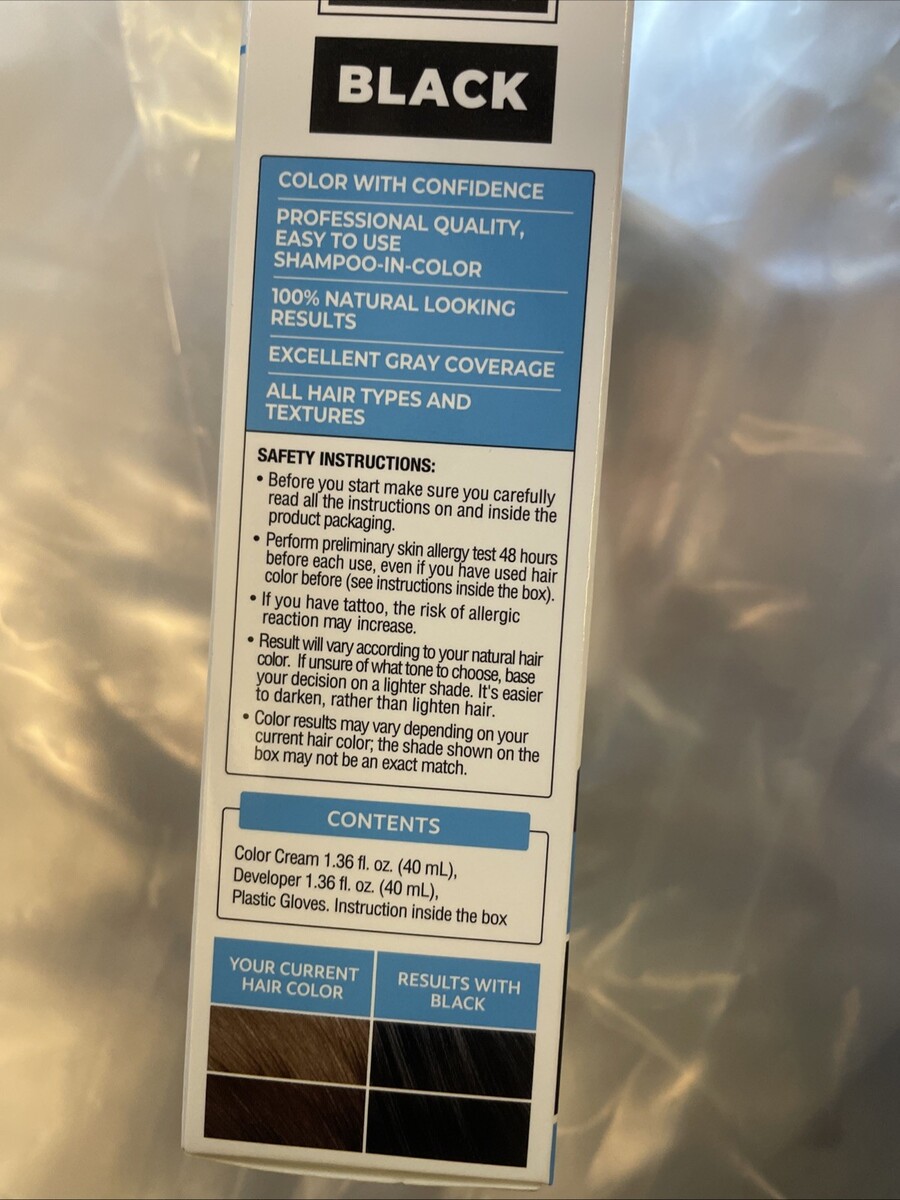 BLACK
COLOR WITH CONFIDENCE
PROFESSIONAL QUALITY,
EASY TO USE
SHAMPOO-IN-COLOR
100% NATURAL LOOKING
RESULTS
EXCELLENT GRAY COVERAGE
ALL HAIR TYPES AND
TEXTURES
SAFETY INSTRUCTIONS:
• Before you start make sure you carefully
read all the instructions on and inside the
product packaging.
• Perform preliminary skin allergy test 48 hours
before each use, even if you have used hair
color before (see instructions inside the box).
• If you have tattoo, the risk of allergic
reaction may increase.
• Result will vary according to your natural hair
color. If unsure of what tone to choose, base
your decision on a lighter shade. It's easier
to darken, rather than lighten hair.
• Color results may vary depending on your
current hair color; the shade shown on the
box may not be an exact match.
CONTENTS
Color Cream 1.36 fl. oz. (40 mL),
Developer 1.36 fl. oz. (40 mL),
Plastic Gloves. Instruction inside the box
YOUR CURRENT
HAIR COLOR
RESULTS WITH
BLACK